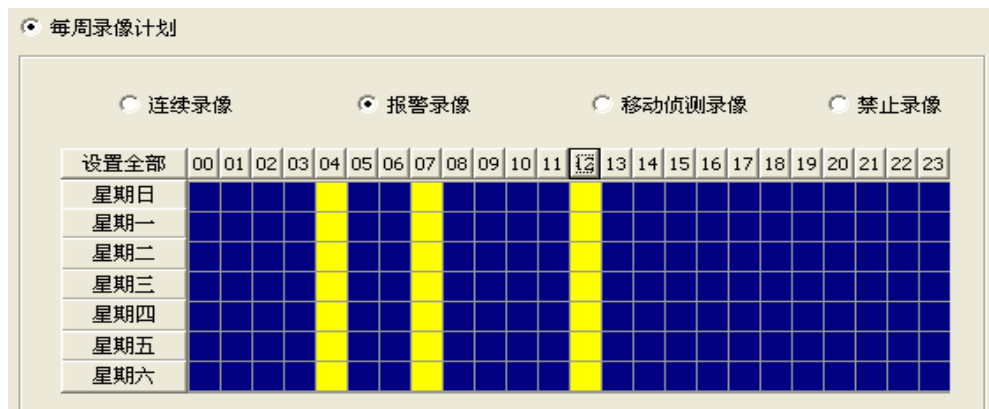 每周录像计划
连续录像 报警录像 移动侦测录像 禁止录像
设置全部 00 01 02 03 04 05 06 07 08 09 10 11 12 13 14 15 16 17 18 19 20 21 22 23
星期日
星期一
星期二
星期三
星期四
星期五
星期六